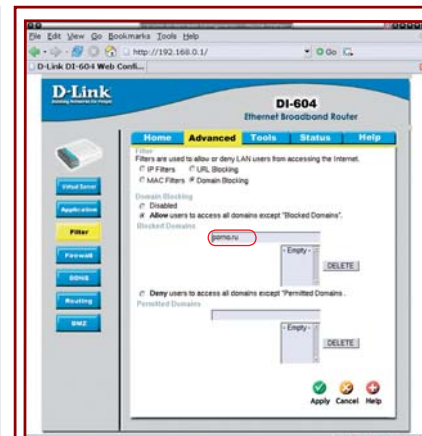 File Edit View Go Bookmarks Tools Help
http://192.168.0.1/
Go
D-Link DI-604 Web Confi...
D-Link
Building Networks for People
DI-604
Ethernet Broadband Router
Home Advanced Tools Status Help
Virtual Server
Application
Filter
Firewall
DDNS
Routing
DMZ
Filter
Filters are used to allow or deny LAN users from accessing the Internet.
IP Filters URL Blocking
MAC Filters Domain Blocking
Domain Blocking
Disabled
Allow users to access all domains except "Blocked Domains".
Blocked Domains
porno.ru
- Empty -
DELETE
Deny users to access all domains except "Permitted Domains .
Permitted Domains
- Empty -
DELETE
Apply Cancel Help